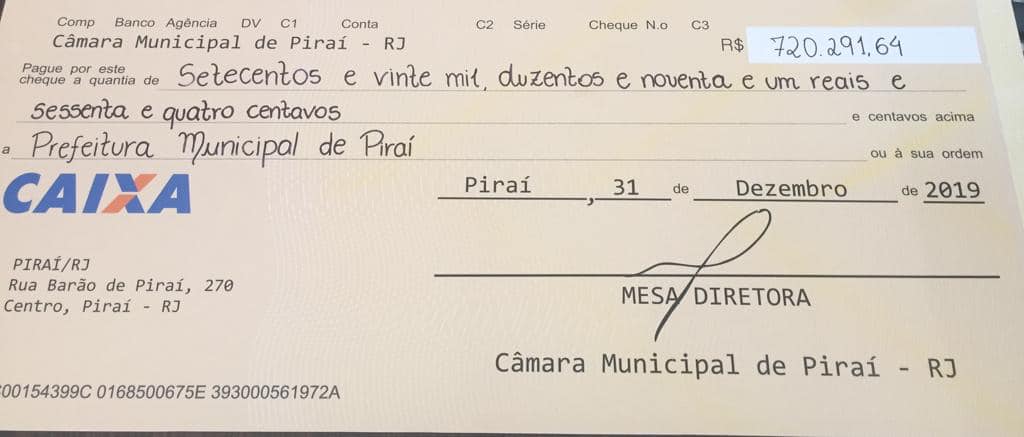 Comp Banco Agência DV C1 Conta C2 Série Cheque N.o C3
Câmara Municipal de Piraí - RJ R$ 720.291,64
Pague por este
cheque a quantia de Setecentos e vinte mil, duzentos e noventa e um reais e
sessenta e quatro centavos e centavos acima
a Prefeitura Municipal de Piraí ou à sua ordem
CAIXA
Piraí , 31 de Dezembro de 2019
PIRAÍ/RJ
Rua Barão de Piraí, 270
Centro, Piraí - RJ
MESA DIRETORA
Câmara Municipal de Piraí - RJ
C00154399C 0168500675E 393000561972A